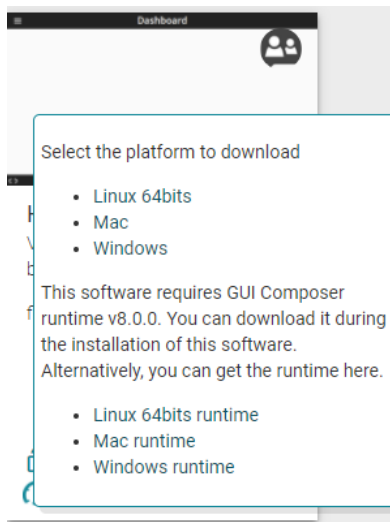 Dashboard
Select the platform to download
Linux 64bits
Mac
Windows
This software requires GUI Composer
runtime v8.0.0. You can download it during
the installation of this software.
Alternatively, you can get the runtime here.
Linux 64bits runtime
Mac runtime
Windows runtime